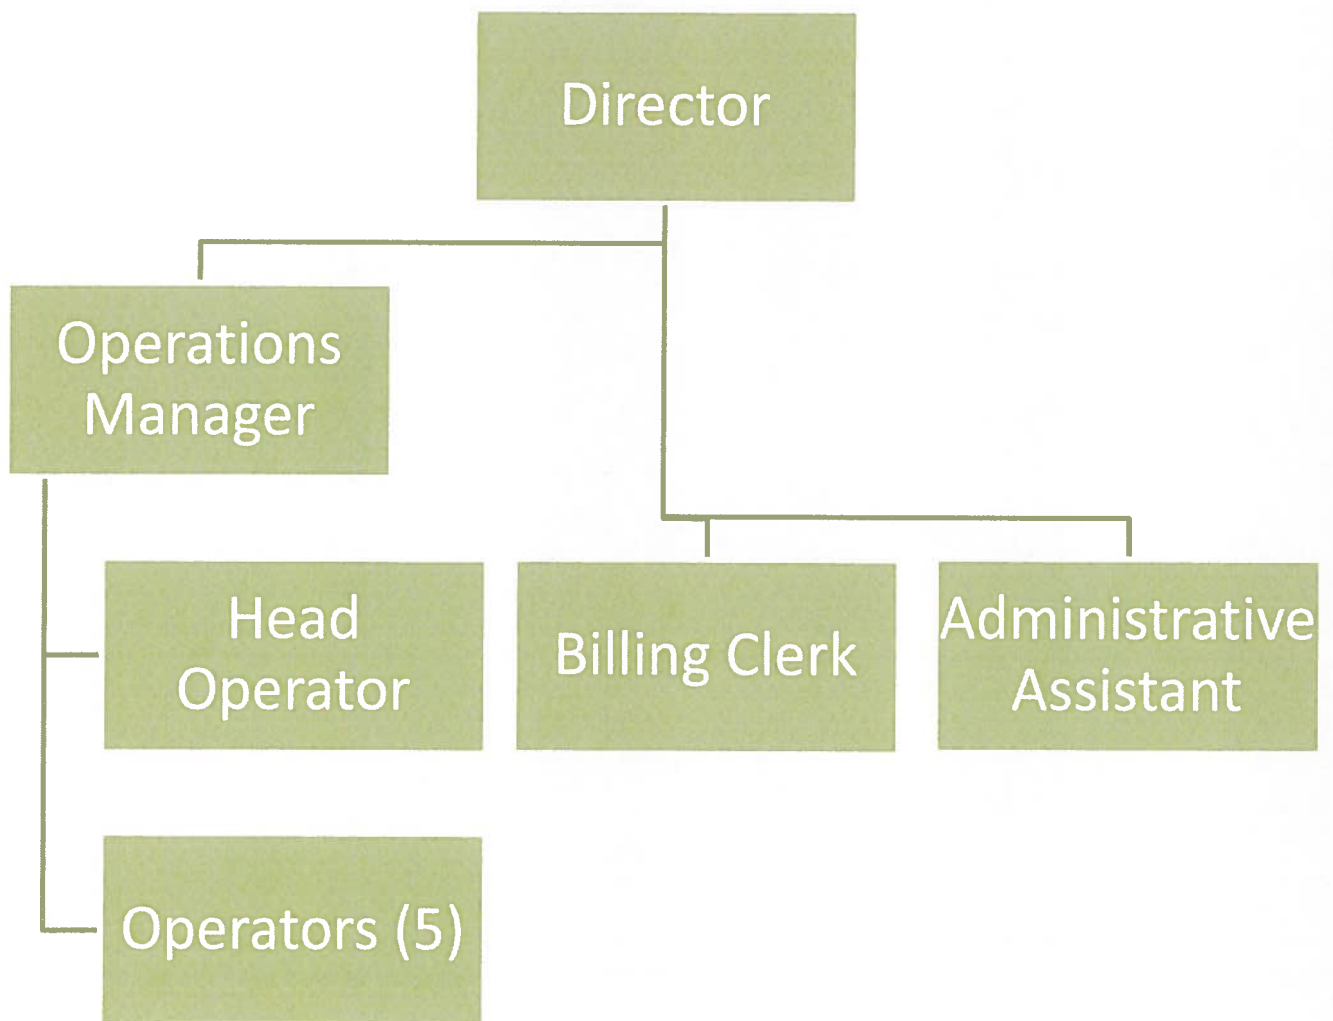 Director
Operations
Manager
Head
Operator
Billing Clerk
Administrative
Assistant
Operators (5)